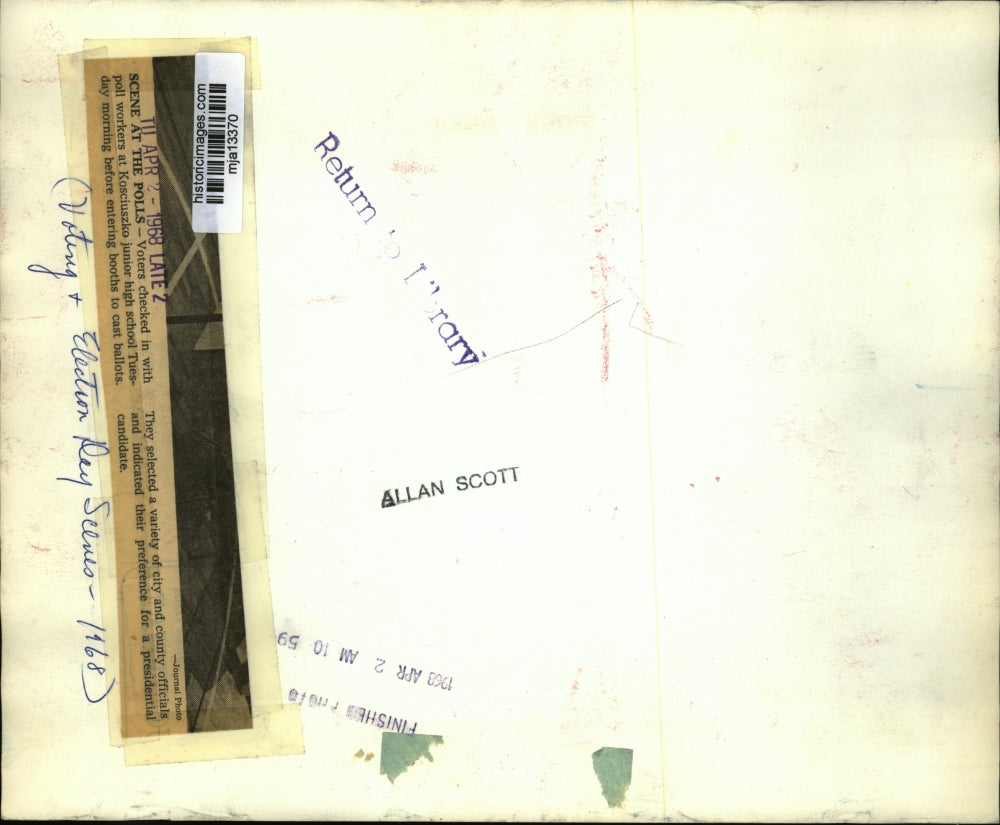 historicimages.com
mja13370
TU APR 2 - 1968 LATE 2
SCENE AT THE POLLS — Voters checked in with
poll workers at Kosciuszko junior high school Tues-
day morning before entering booths to cast ballots.
—Journal Photo
They selected a variety of city and county officials
and indicated their preference for a presidential
candidate.
(Voting + Election Day Scenes - 1968)
Return to Library
ALLAN SCOTT
1968 APR 2 AM 10 59
FINISHED